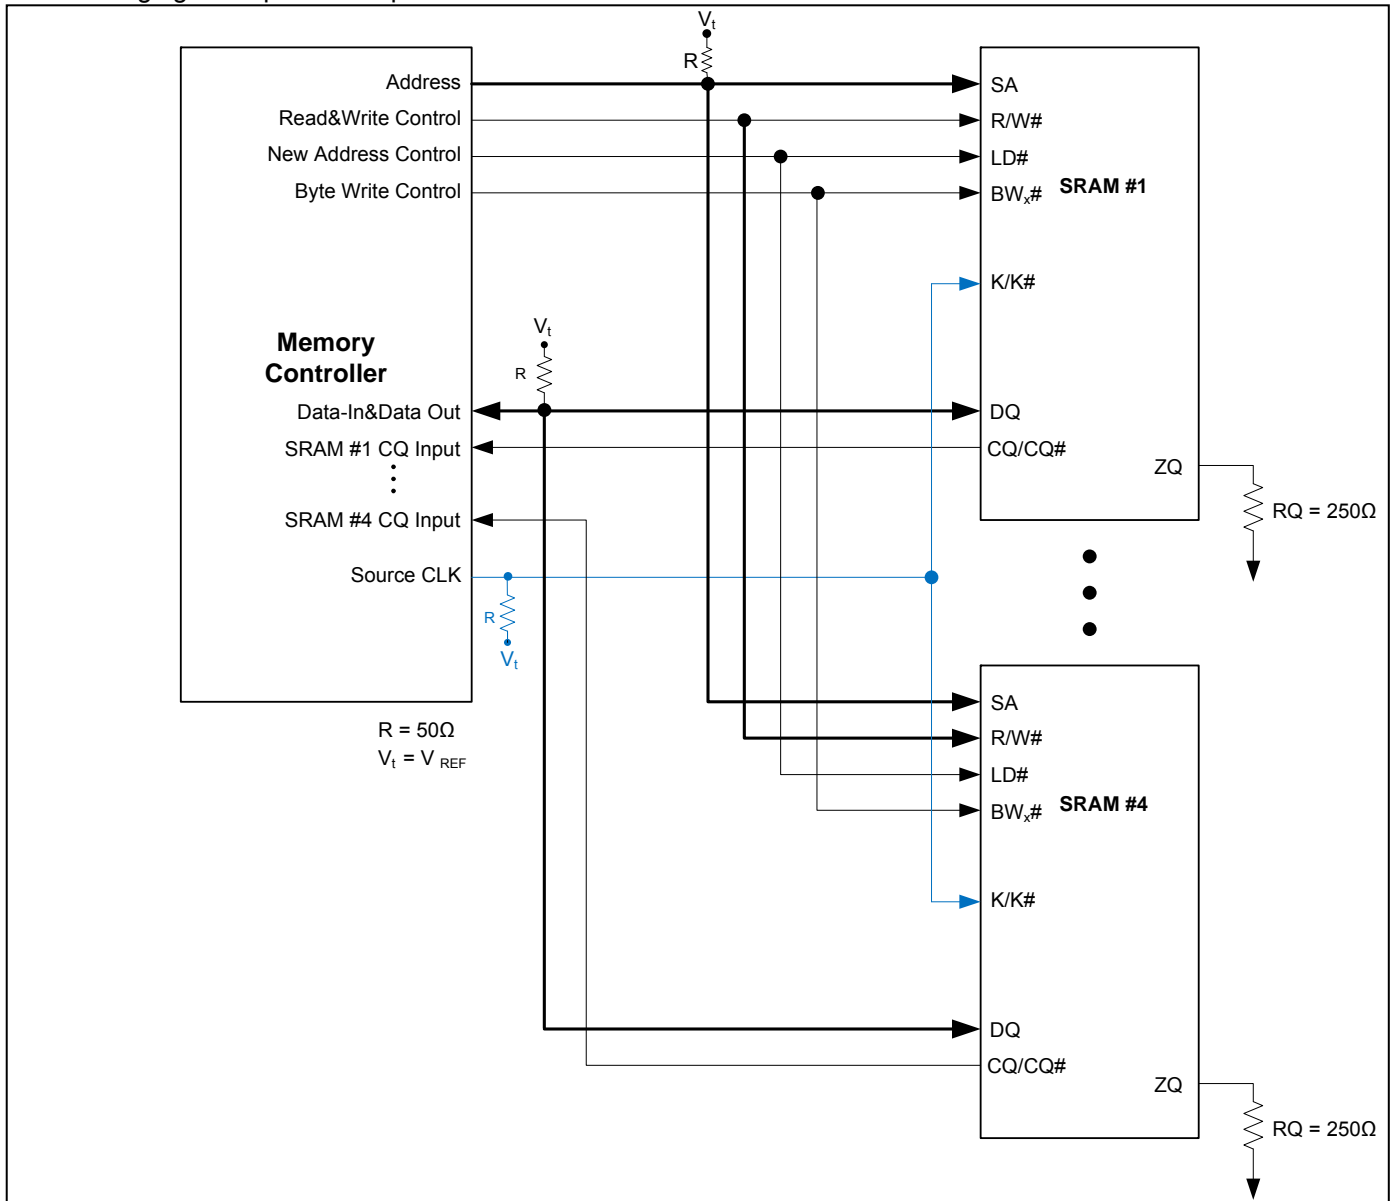 Vt
R
Address
SA
Read&Write Control
R/W#
New Address Control
LD#
Byte Write Control
BWx#
SRAM #1
K/K#
Vt
R
Memory
Controller
Data-In&Data Out
DQ
SRAM #1 CQ Input
CQ/CQ#
ZQ
RQ = 250Ω
SRAM #4 CQ Input
Source CLK
R
Vt
R = 50Ω
Vt = V REF
SA
R/W#
LD#
BWx#
SRAM #4
K/K#
DQ
CQ/CQ#
ZQ
RQ = 250Ω